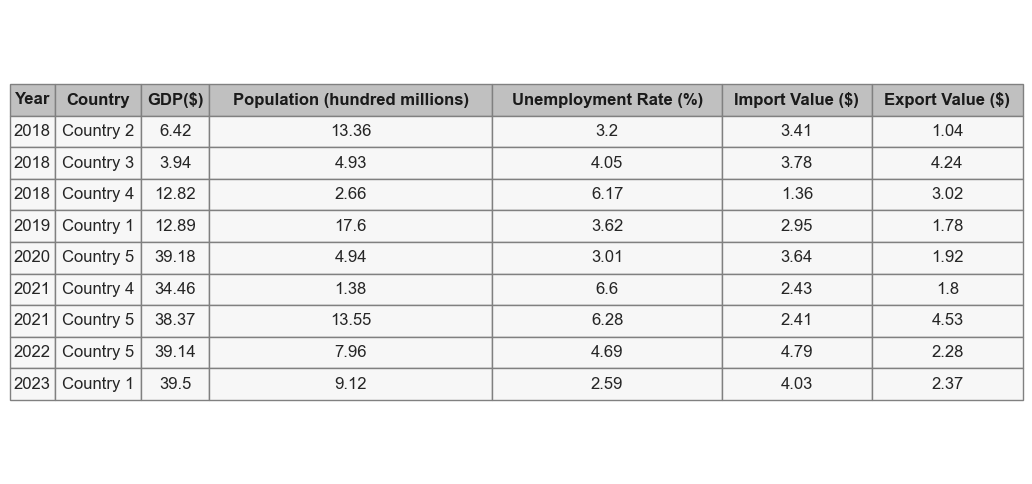 Year Country GDP($) Population (hundred millions) Unemployment Rate (%) Import Value ($) Export Value ($)
2018 Country 2 6.42 13.36 3.2 3.41 1.04
2018 Country 3 3.94 4.93 4.05 3.78 4.24
2018 Country 4 12.82 2.66 6.17 1.36 3.02
2019 Country 1 12.89 17.6 3.62 2.95 1.78
2020 Country 5 39.18 4.94 3.01 3.64 1.92
2021 Country 4 34.46 1.38 6.6 2.43 1.8
2021 Country 5 38.37 13.55 6.28 2.41 4.53
2022 Country 5 39.14 7.96 4.69 4.79 2.28
2023 Country 1 39.5 9.12 2.59 4.03 2.37